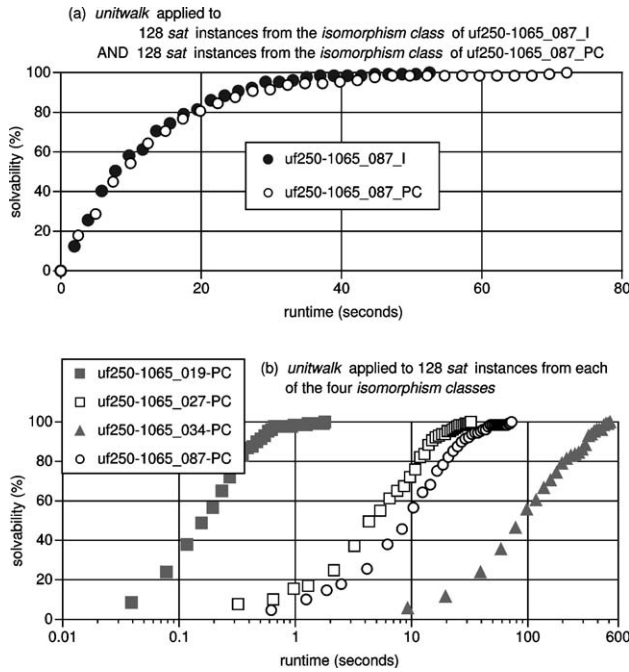 (a) unitwalk applied to
128 sat instances from the isomorphism class of uf250-1065_087_I
AND 128 sat instances from the isomorphism class of uf250-1065_087_PC
100
80
60
40
20
0
solvability (%)
uf250-1065_087_I
uf250-1065_087_PC
0 20 40 60 80
runtime (seconds)
uf250-1065_019-PC
uf250-1065_027-PC
uf250-1065_034-PC
uf250-1065_087-PC
(b) unitwalk applied to 128 sat instances from each
of the four isomorphism classes
100
80
60
40
20
0
solvability (%)
0.01 0.1 1 10 100 600
runtime (seconds)